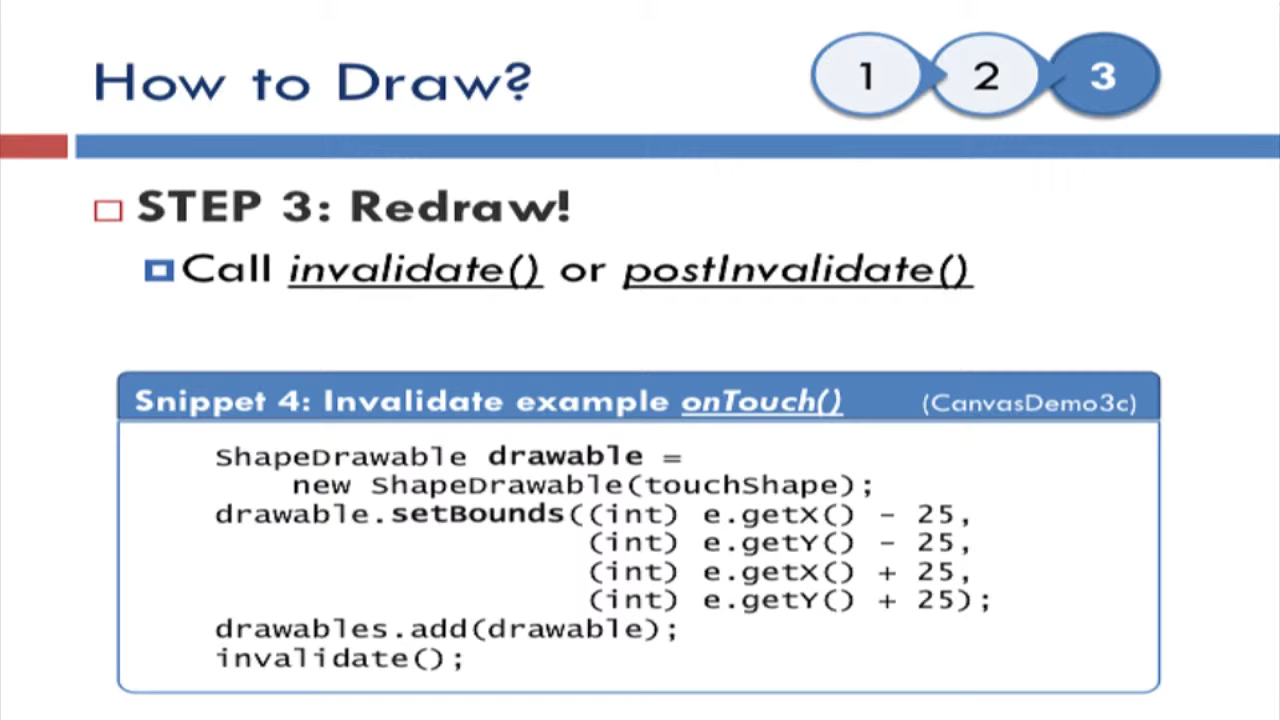 How to Draw?
1 2 3
STEP 3: Redraw!
Call invalidate() or postInvalidate()
Snippet 4: Invalidate example onTouch() (CanvasDemo3c)
ShapeDrawable drawable =
new ShapeDrawable(touchShape);
drawable.setBounds((int) e.getX() - 25,
(int) e.getY() - 25,
(int) e.getX() + 25,
(int) e.getY() + 25);
drawables.add(drawable);
invalidate();